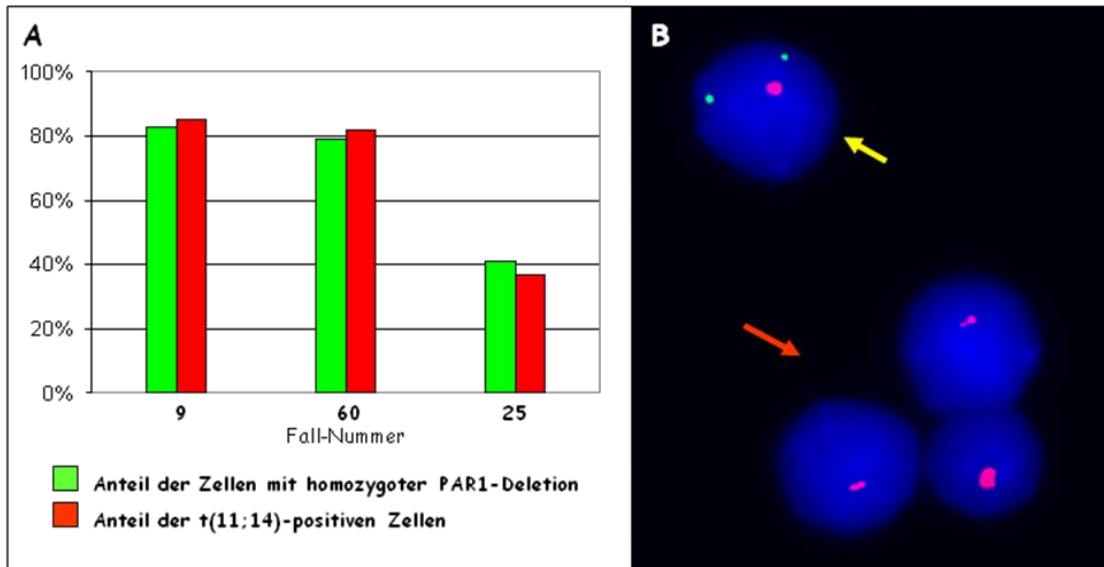 A
B
100%
80%
60%
40%
20%
0%
9 60 25
Fall-Nummer
Anteil der Zellen mit homozygoter PAR1-Deletion
Anteil der t(11;14)-positiven Zellen